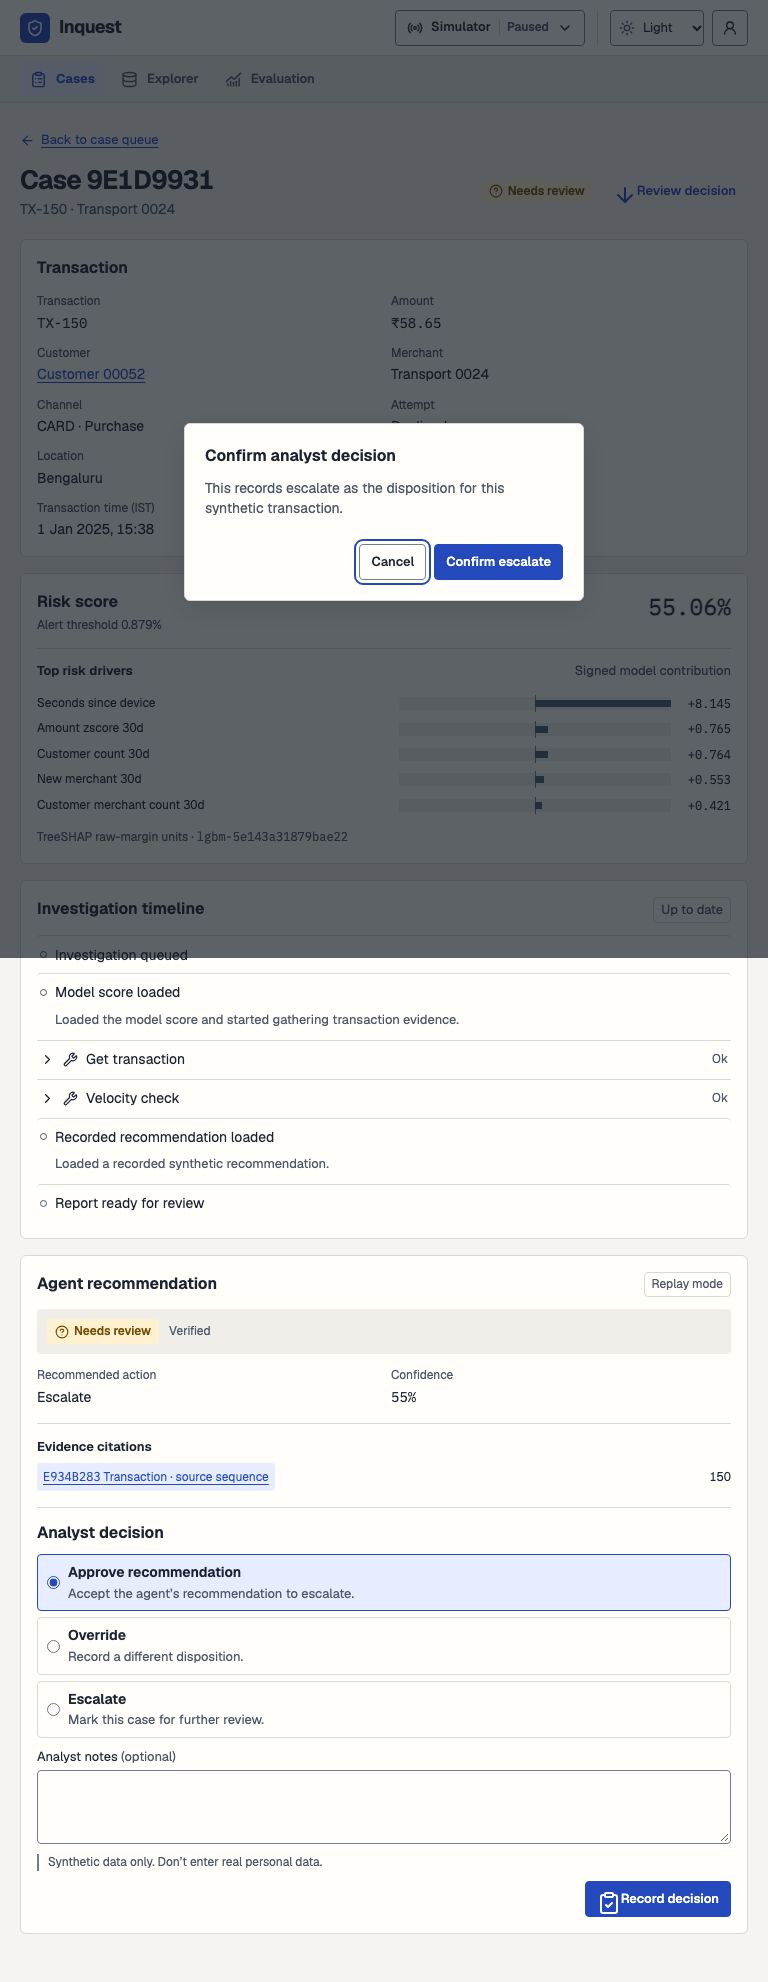 Inquest
Simulator Paused
Light
Cases
Explorer
Evaluation
Back to case queue
Case 9E1D9931
Needs review
Review decision
TX-150 · Transport 0024
Transaction
Transaction
Amount
TX-150
₹58.65
Customer
Merchant
Customer 00052
Transport 0024
Channel
Attempt
CARD · Purchase
Location
Bengaluru
Transaction time (IST)
1 Jan 2025, 15:38
Confirm analyst decision
This records escalate as the disposition for this
synthetic transaction.
Cancel
Confirm escalate
Risk score
55.06%
Alert threshold 0.879%
Top risk drivers
Signed model contribution
Seconds since device
+8.145
Amount zscore 30d
+0.765
Customer count 30d
+0.764
New merchant 30d
+0.553
Customer merchant count 30d
+0.421
TreeSHAP raw-margin units · lgbm-5e143a31879bae22
Investigation timeline
Up to date
Investigation queued
Model score loaded
Loaded the model score and started gathering transaction evidence.
Get transaction
Ok
Velocity check
Ok
Recorded recommendation loaded
Loaded a recorded synthetic recommendation.
Report ready for review
Agent recommendation
Replay mode
Needs review
Verified
Recommended action
Confidence
Escalate
55%
Evidence citations
E934B283 Transaction · source sequence
150
Analyst decision
Approve recommendation
Accept the agent's recommendation to escalate.
Override
Record a different disposition.
Escalate
Mark this case for further review.
Analyst notes (optional)
Synthetic data only. Don't enter real personal data.
Record decision